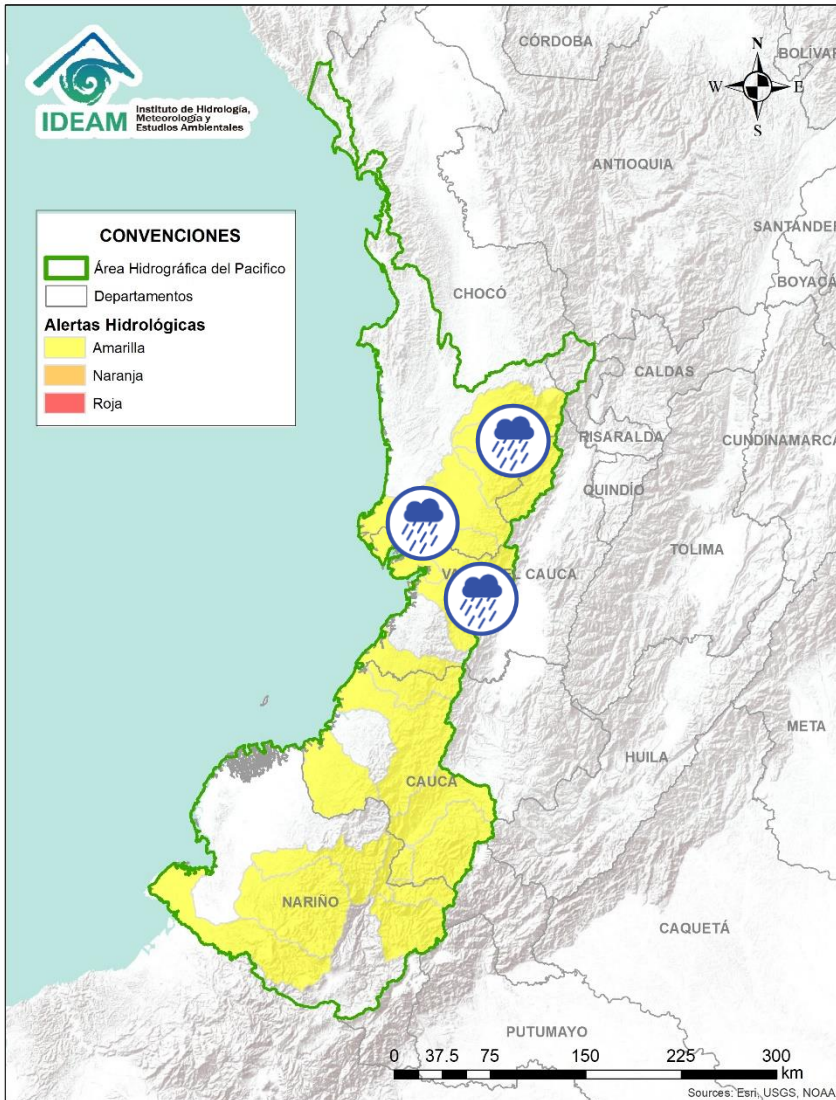 IDEAM
Instituto de Hidrología,
Meteorología y
Estudios Ambientales
CÓRDOBA
BOLÍVAR
N
W E
S
ANTIOQUIA
SANTANDER
BOYACÁ
CONVENCIONES
Área Hidrográfica del Pacifico
Departamentos
Alertas Hidrológicas
Amarilla
Naranja
Roja
CHOCÓ
CALDAS
RISARALDA
CUNDINAMARCA
QUINDÍO
TOLIMA
CAUCA
META
HUILA
CAUCA
NARIÑO
CAQUETÁ
PUTUMAYO
0 37.5 75 150 225 300
km
Sources: Esri, USGS, NOAA